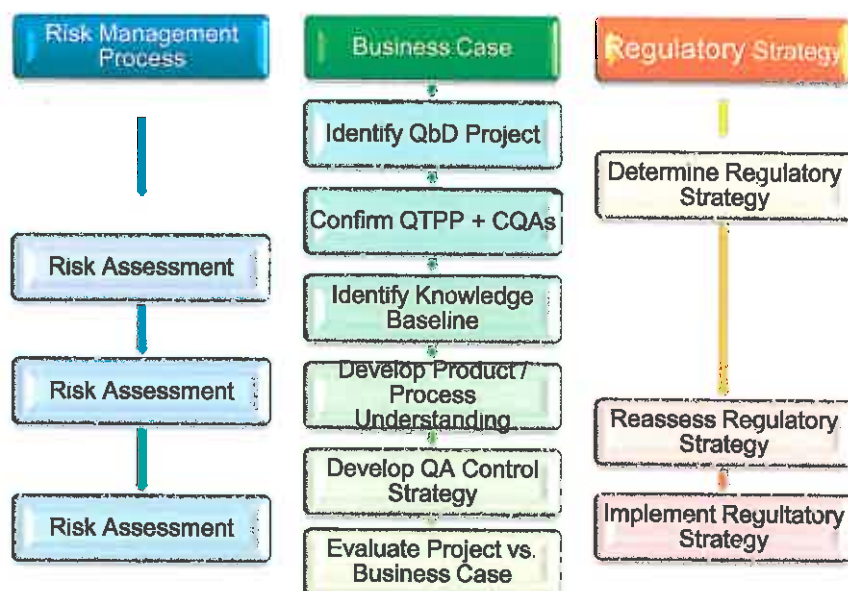 Risk Management
Process
Risk Assessment
Risk Assessment
Risk Assessment
Business Case
Identify QbD Project
Confirm QTPP + CQAs
Identify Knowledge
Baseline
Develop Product /
Process
Understanding
Develop QA Control
Strategy
Evaluate Project vs.
Business Case
Regulatory Strategy
Determine Regulatory
Strategy
Reassess Regulatory
Strategy
Implement Regultatory
Strategy